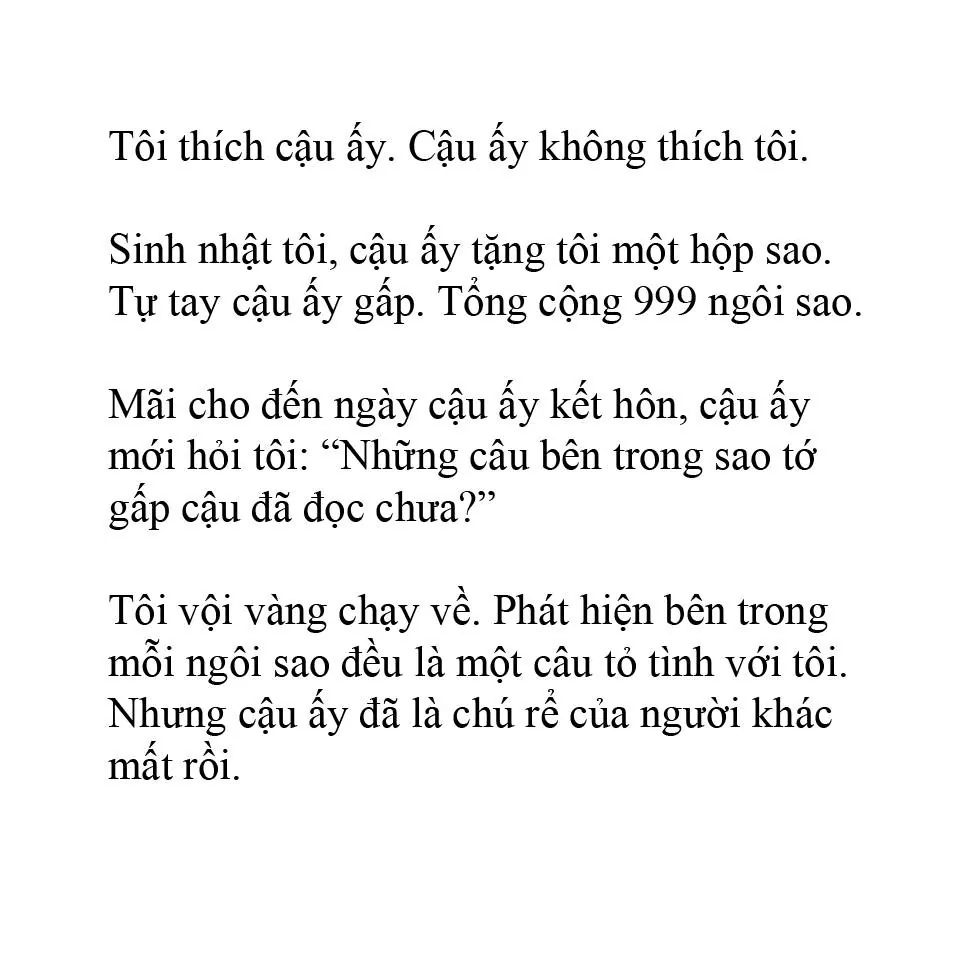 Tôi thích cậu ấy. Cậu ấy không thích tôi.
Sinh nhật tôi, cậu ấy tặng tôi một hộp sao.
Tự tay cậu ấy gấp. Tổng cộng 999 ngôi sao.
Mãi cho đến ngày cậu ấy kết hôn, cậu ấy
mới hỏi tôi: “Những câu bên trong sao tớ
gấp cậu đã đọc chưa?”
Tôi vội vàng chạy về. Phát hiện bên trong
mỗi ngôi sao đều là một câu tỏ tình với tôi.
Nhưng cậu ấy đã là chú rể của người khác
mất rồi.